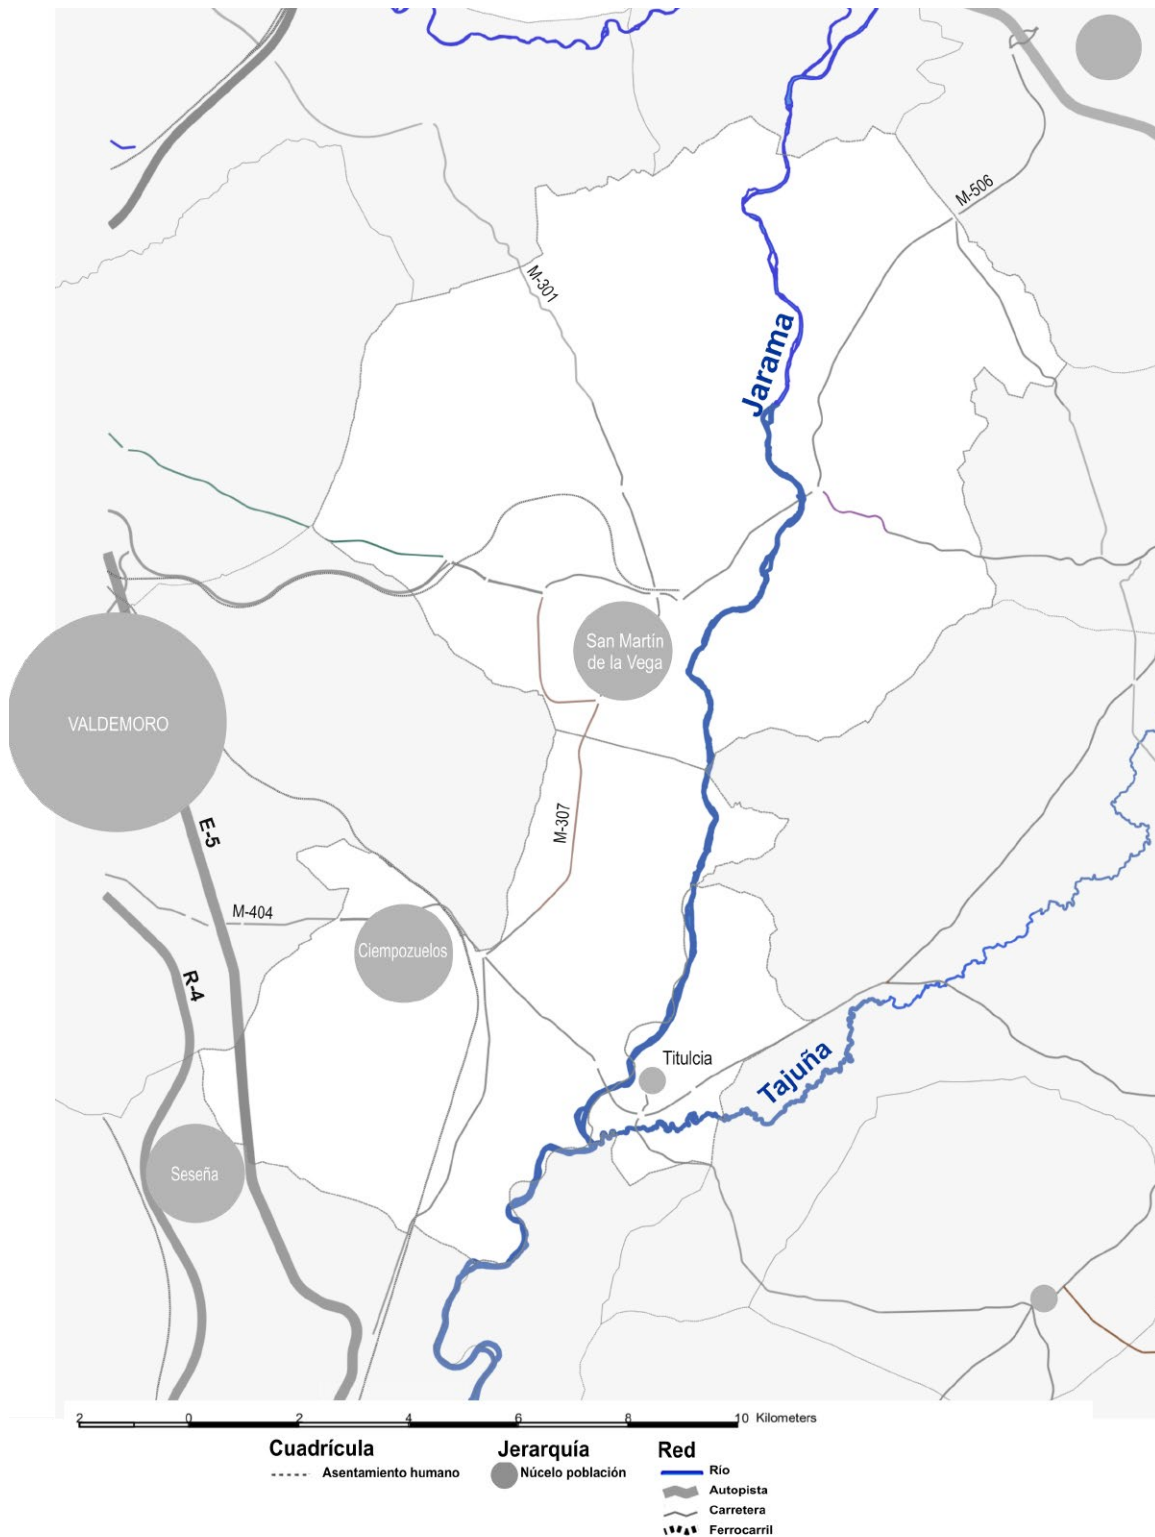 M-506
M-301
Jarama
San Martín
de la Vega
VALDEMORO
E-5
M-307
M-404
Ciempozuelos
R-4
Titulcia
Tajuña
Seseña
2 0 2 4 6 8 10 Kilometers
Cuadrícula Jerarquía Red
Asentamiento humano Núcelo población Río
Autopista
Carretera
Ferrocarril